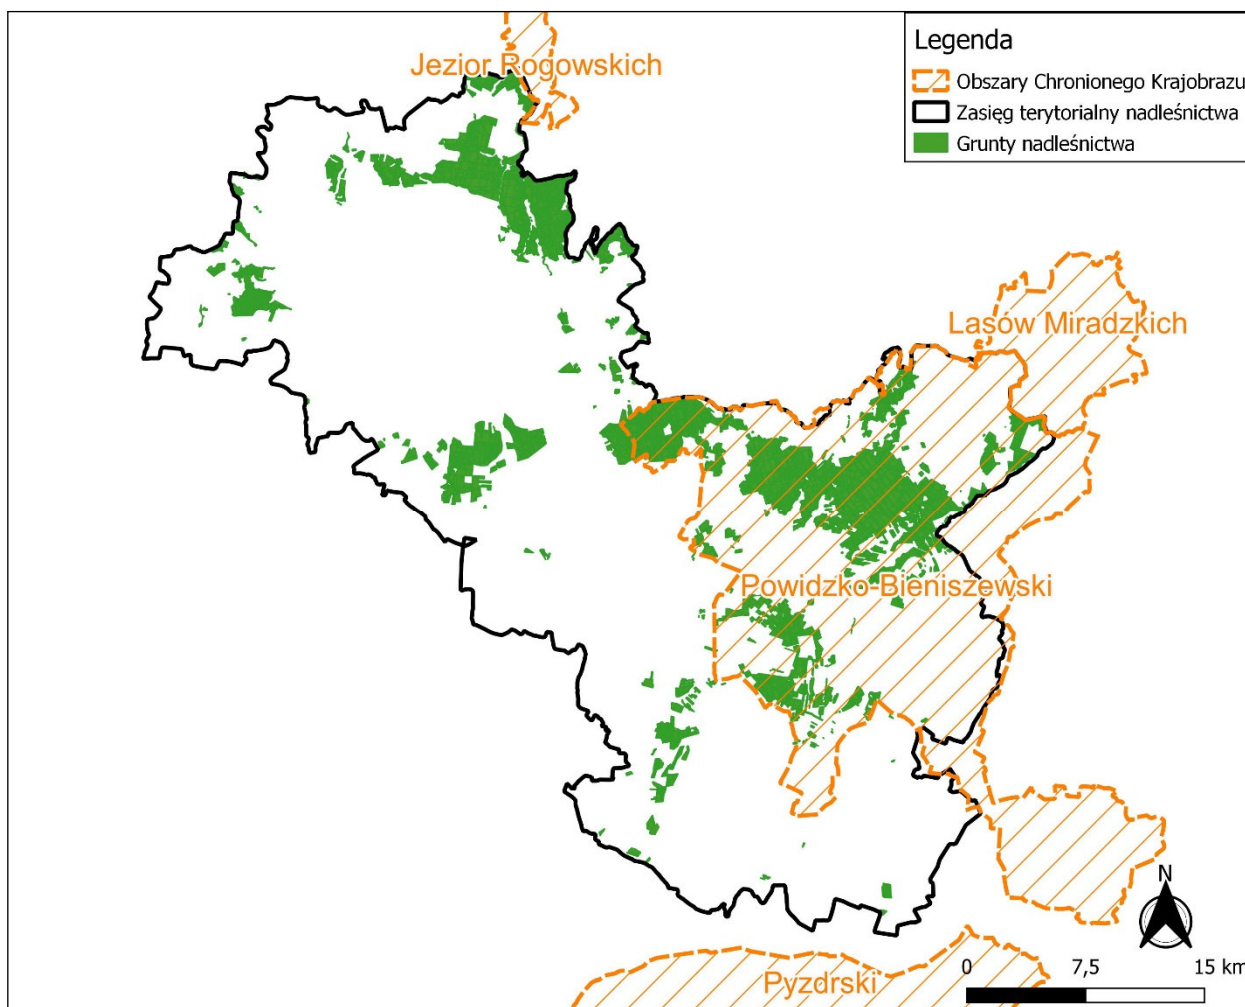 Jezior Rogowskich
Legenda
Obszary Chronionego Krajobrazu
Zasięg terytorialny nadleśnictwa
Grunty nadleśnictwa
Lasów Miradzkich
Powidzko-Bieniszewski
Pyzdrski
N
0 7,5 15 km